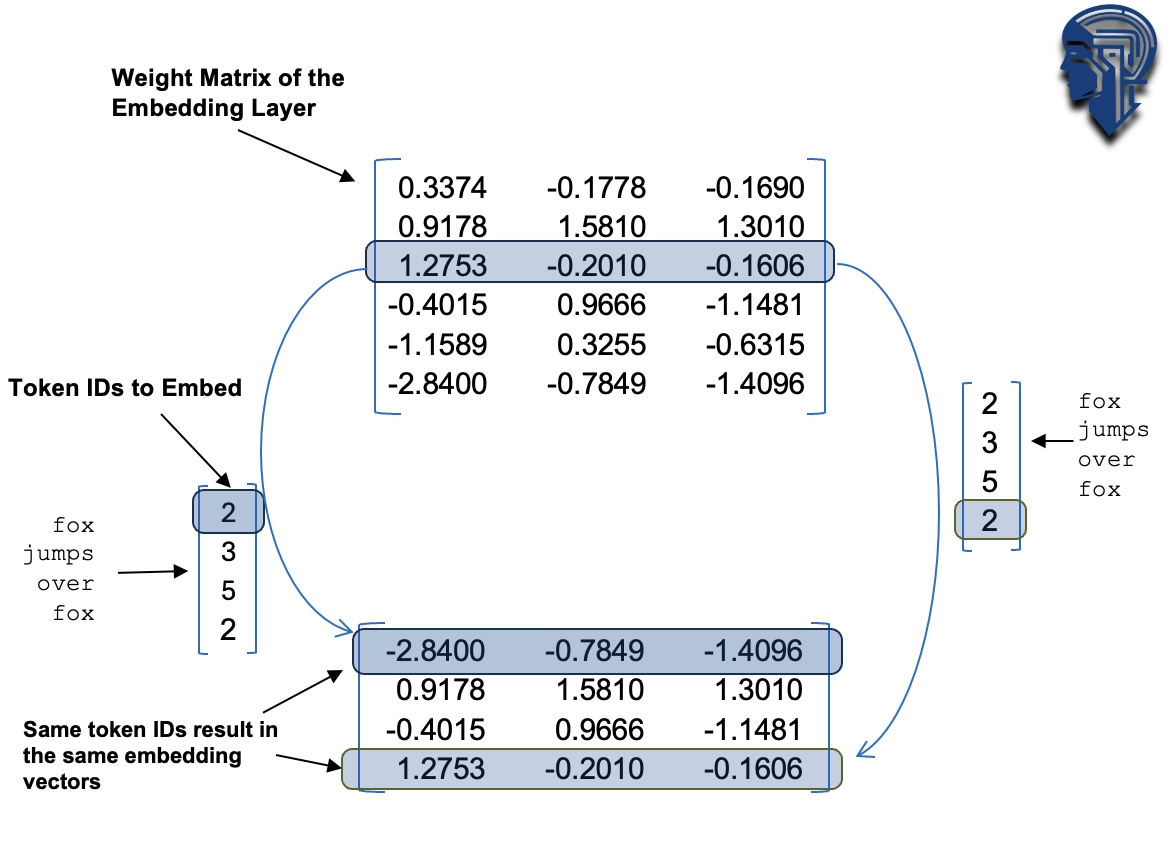 Weight Matrix of the
Embedding Layer
0.3374 -0.1778 -0.1690
0.9178 1.5810 1.3010
1.2753 -0.2010 -0.1606
-0.4015 0.9666 -1.1481
-1.1589 0.3255 -0.6315
-2.8400 -0.7849 -1.4096
Token IDs to Embed
2
3
5
2
fox
jumps
over
fox
fox
jumps
over
fox
2
3
5
2
-2.8400 -0.7849 -1.4096
0.9178 1.5810 1.3010
-0.4015 0.9666 -1.1481
1.2753 -0.2010 -0.1606
Same token IDs result in
the same embedding
vectors